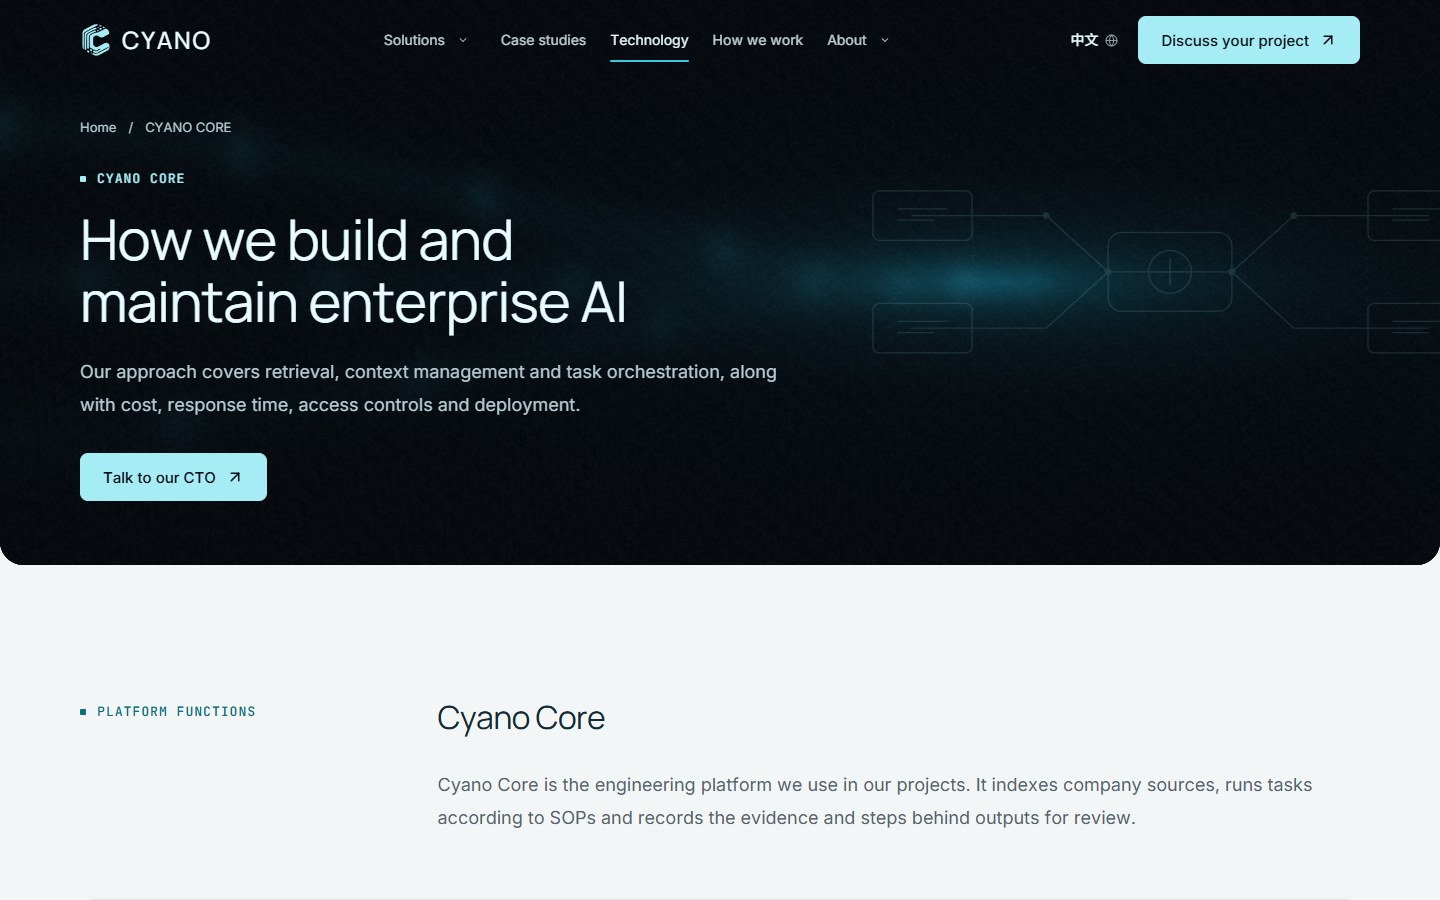 CYANO
Solutions
Case studies
Technology
How we work
About
中文
Discuss your project
Home / CYANO CORE
CYANO CORE
How we build and
maintain enterprise AI
Our approach covers retrieval, context management and task orchestration, along
with cost, response time, access controls and deployment.
Talk to our CTO
PLATFORM FUNCTIONS
Cyano Core
Cyano Core is the engineering platform we use in our projects. It indexes company sources, runs tasks
according to SOPs and records the evidence and steps behind outputs for review.